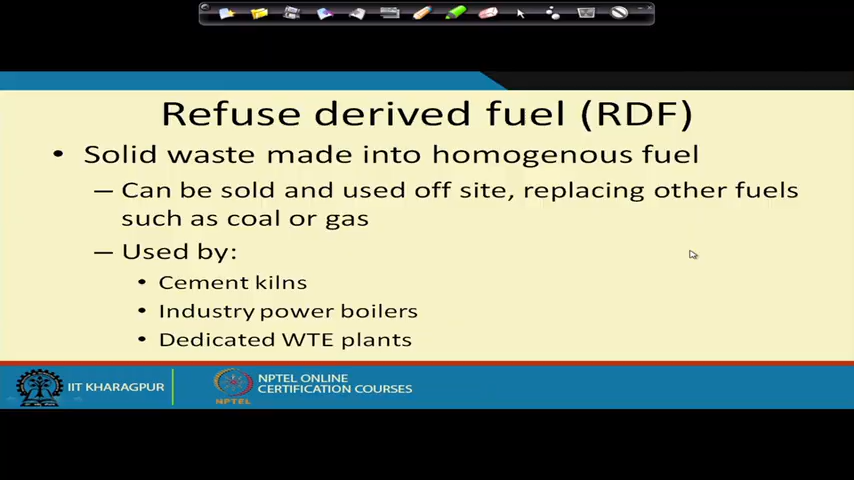 Refuse derived fuel (RDF)
• Solid waste made into homogenous fuel
– Can be sold and used off site, replacing other fuels
such as coal or gas
– Used by:
• Cement kilns
• Industry power boilers
• Dedicated WTE plants
IIT KHARAGPUR
NPTEL
NPTEL ONLINE
CERTIFICATION COURSES